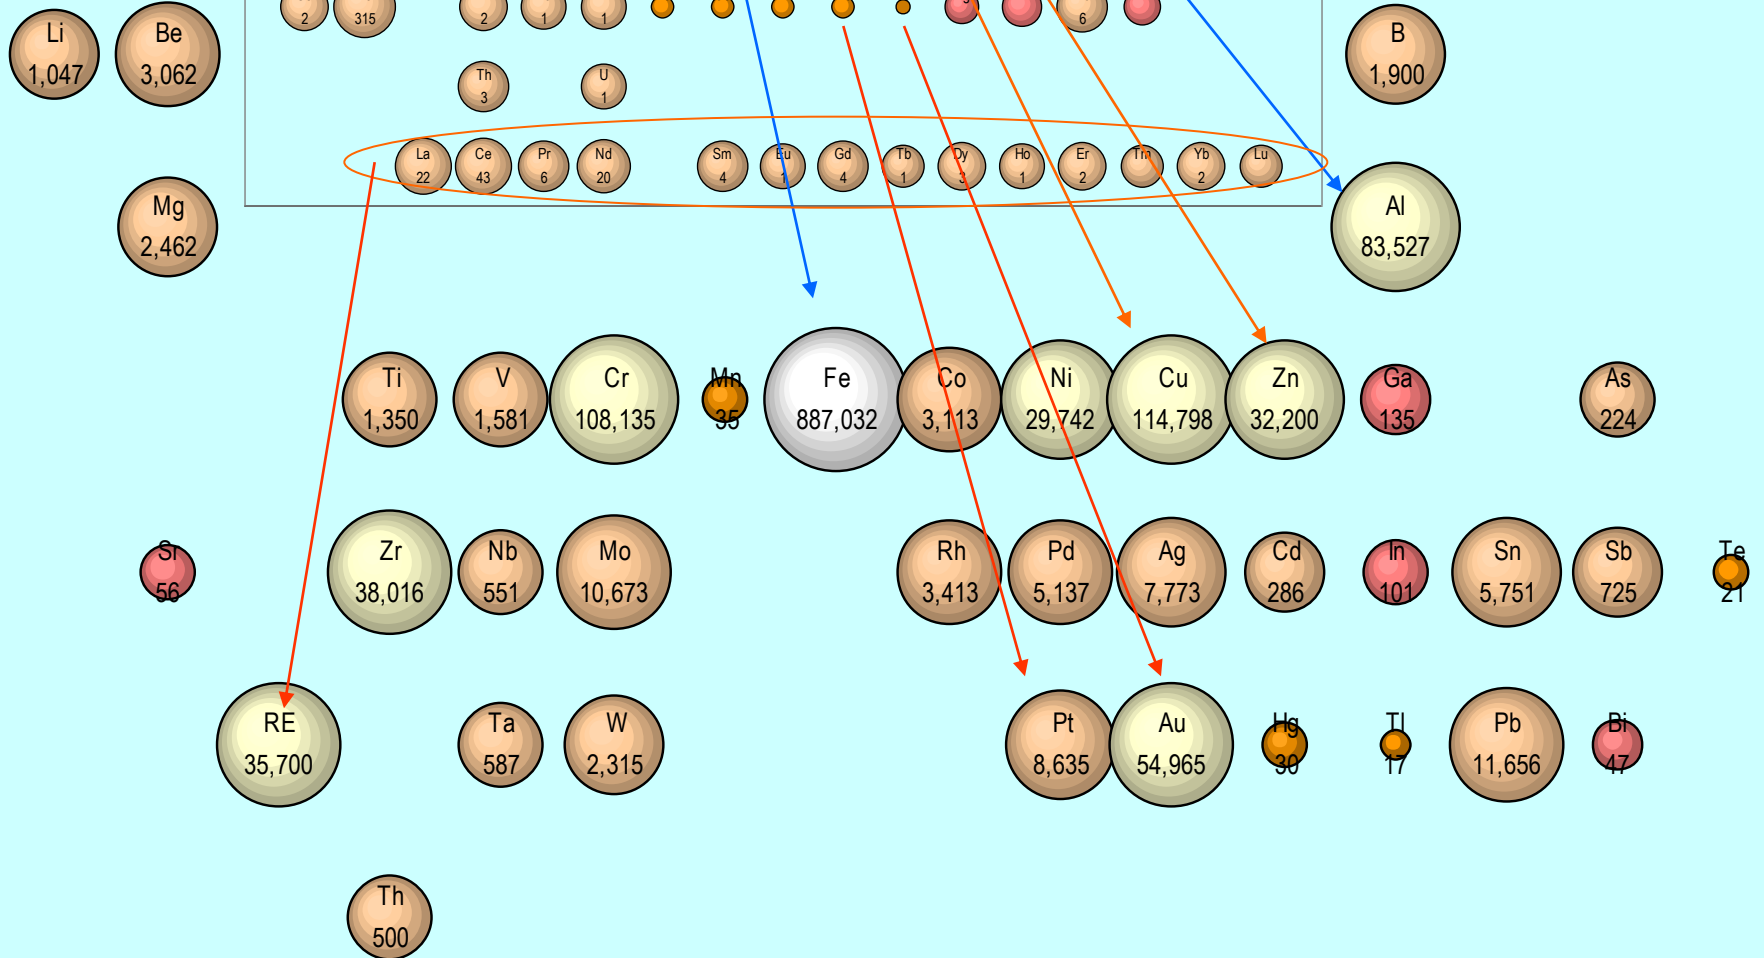 2 315 2 1 1 6
Li Be B
1,047 3,062 1,900
Th U
3 1
La Ce Pr Nd Sm Eu Gd Tb Dy Ho Er Tm Yb Lu
22 43 6 20 4 1 4 1 3 1 2 2
Mg Al
2,462 83,527
Ti V Cr Mn Fe Co Ni Cu Zn Ga As
1,350 1,581 108,135 35 887,032 3,113 29,742 114,798 32,200 135 224
Sr Zr Nb Mo Rh Pd Ag Cd In Sn Sb Te
56 38,016 551 10,673 3,413 5,137 7,773 286 101 5,751 725 21
RE Ta W Pt Au Hg Tl Pb Bi
35,700 587 2,315 8,635 54,965 30 17 11,656 47
Th
500